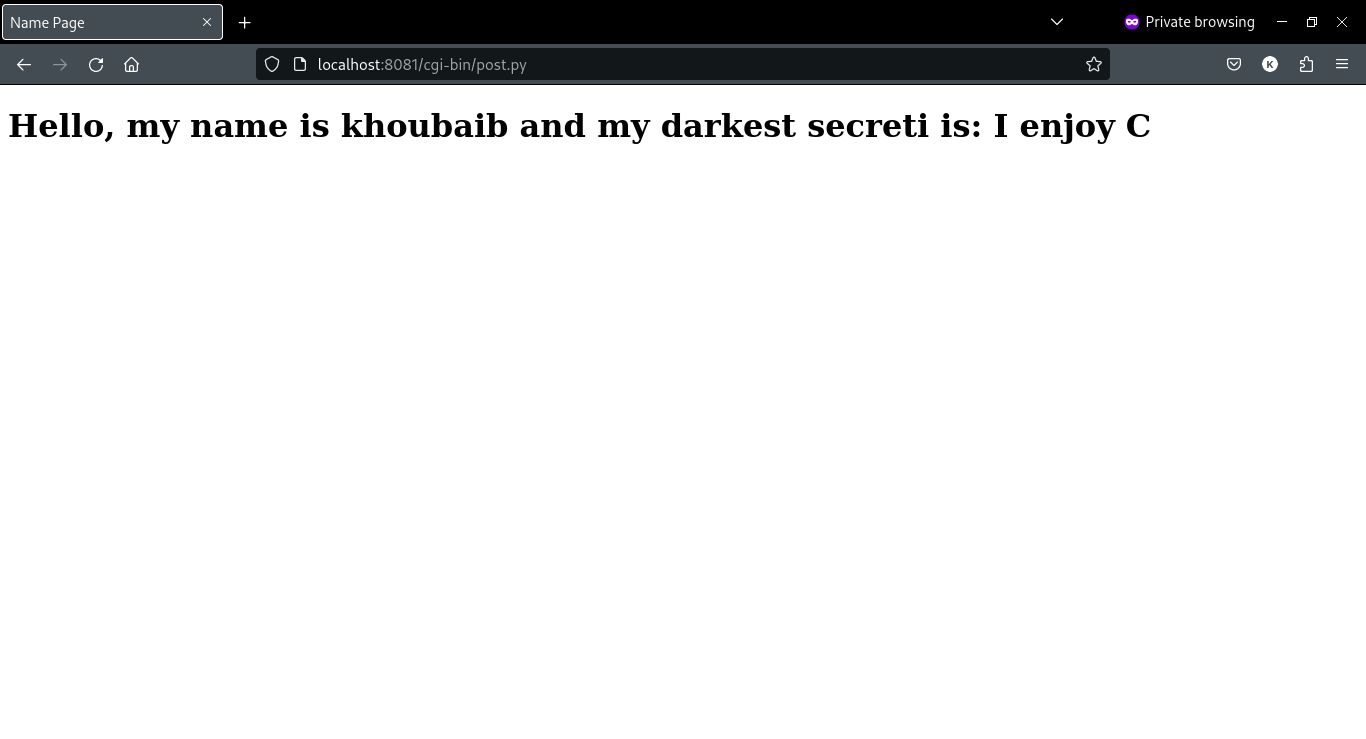 Name Page
Private browsing
localhost:8081/cgi-bin/post.py
K
Hello, my name is khoubaib and my darkest secreti is: I enjoy C